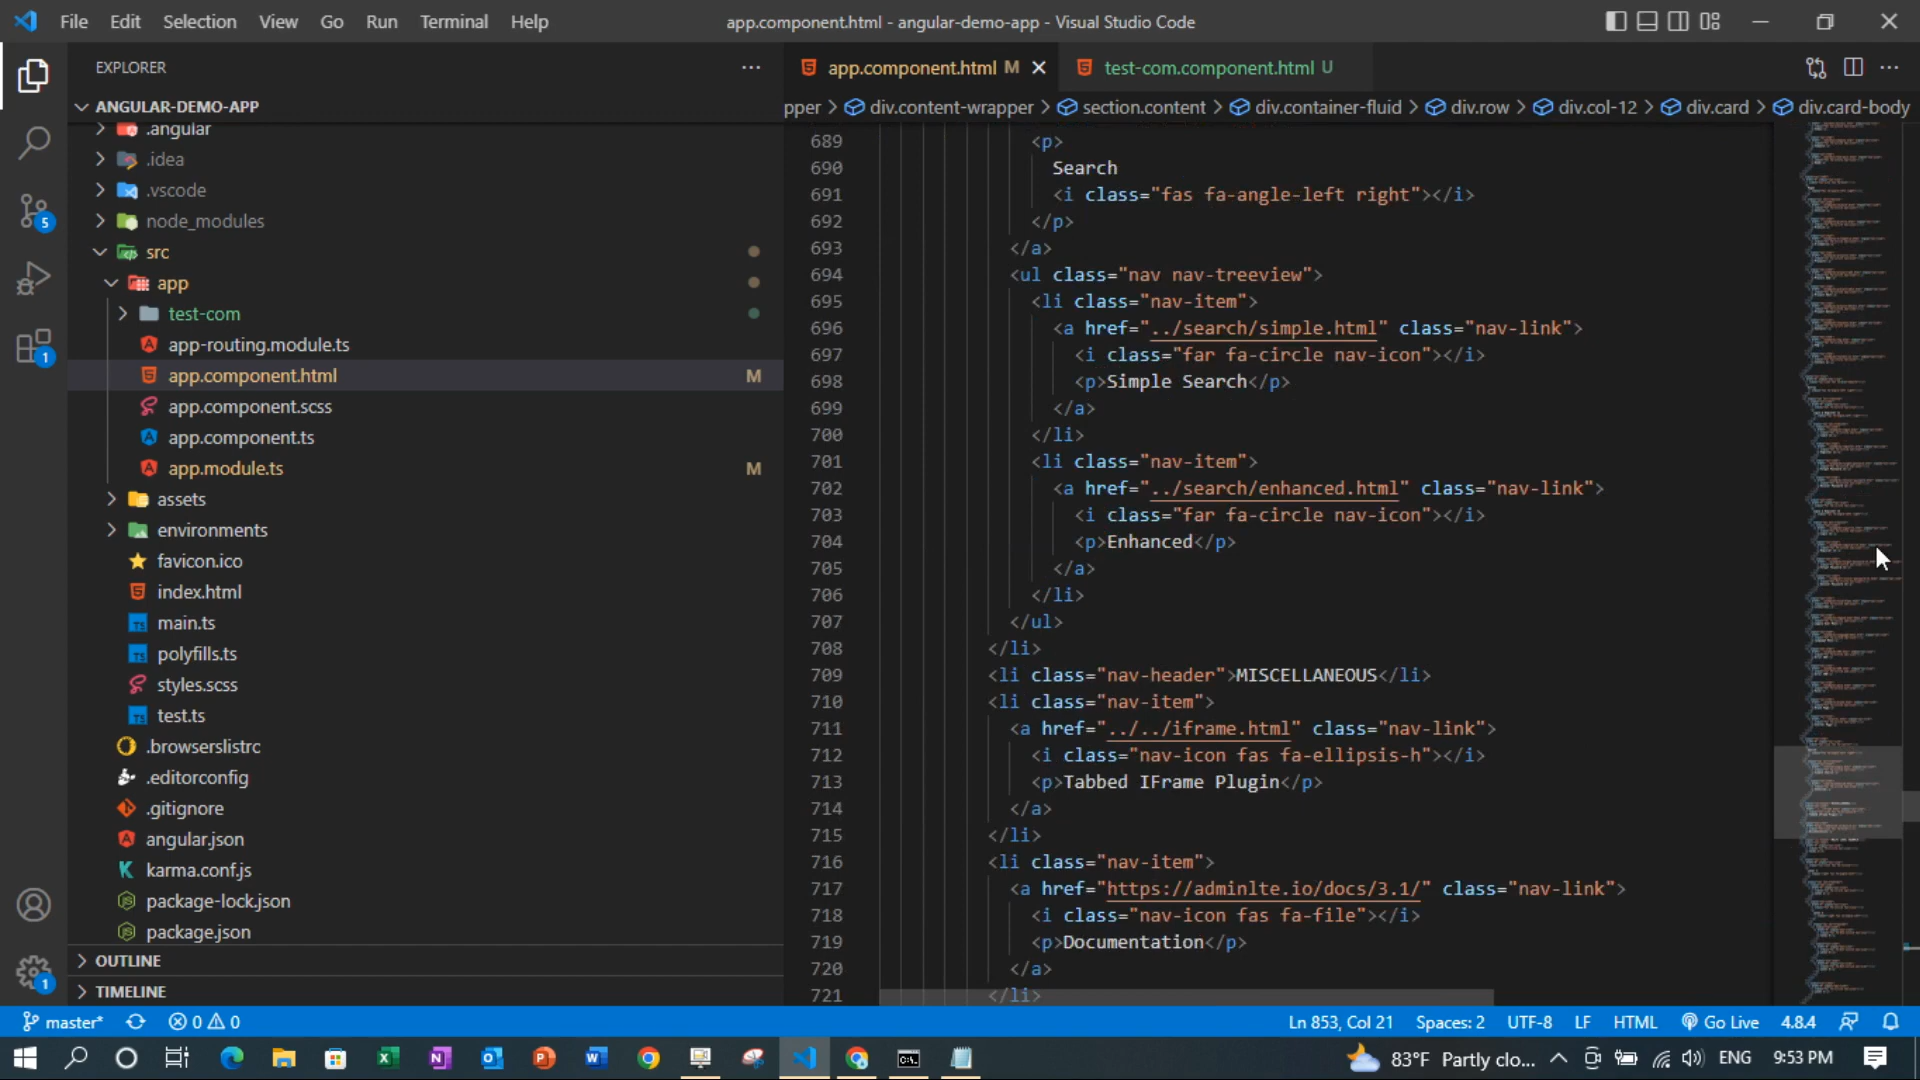 File Edit Selection View Go Run Terminal Help
app.component.html - angular-demo-app - Visual Studio Code
EXPLORER
ANGULAR-DEMO-APP
.angular
.idea
.vscode
node_modules
src
app
test-com
app-routing.module.ts
app.component.html M
app.component.scss
app.component.ts
app.module.ts M
assets
environments
favicon.ico
index.html
main.ts
polyfills.ts
styles.scss
test.ts
.browserslistrc
.editorconfig
.gitignore
angular.json
karma.conf.js
package-lock.json
package.json
OUTLINE
TIMELINE
5
1
1
app.component.html M
test-com.component.html U
pper > div.content-wrapper > section.content > div.container-fluid > div.row > div.col-12 > div.card > div.card-body
689 <p>
690 Search
691 <i class="fas fa-angle-left right"></i>
692 </p>
693 </a>
694 <ul class="nav nav-treeview">
695 <li class="nav-item">
696 <a href="../search/simple.html" class="nav-link">
697 <i class="far fa-circle nav-icon"></i>
698 <p>Simple Search</p>
699 </a>
700 </li>
701 <li class="nav-item">
702 <a href="../search/enhanced.html" class="nav-link">
703 <i class="far fa-circle nav-icon"></i>
704 <p>Enhanced</p>
705 </a>
706 </li>
707 </ul>
708 </li>
709 <li class="nav-header">MISCELLANEOUS</li>
710 <li class="nav-item">
711 <a href="../../iframe.html" class="nav-link">
712 <i class="nav-icon fas fa-ellipsis-h"></i>
713 <p>Tabbed IFrame Plugin</p>
714 </a>
715 </li>
716 <li class="nav-item">
717 <a href="https://adminlte.io/docs/3.1/" class="nav-link">
718 <i class="nav-icon fas fa-file"></i>
719 <p>Documentation</p>
720 </a>
721 </li>
master* 0 0
Ln 853, Col 21 Spaces: 2 UTF-8 LF HTML Go Live 4.8.4
83°F Partly clo... ENG 9:53 PM